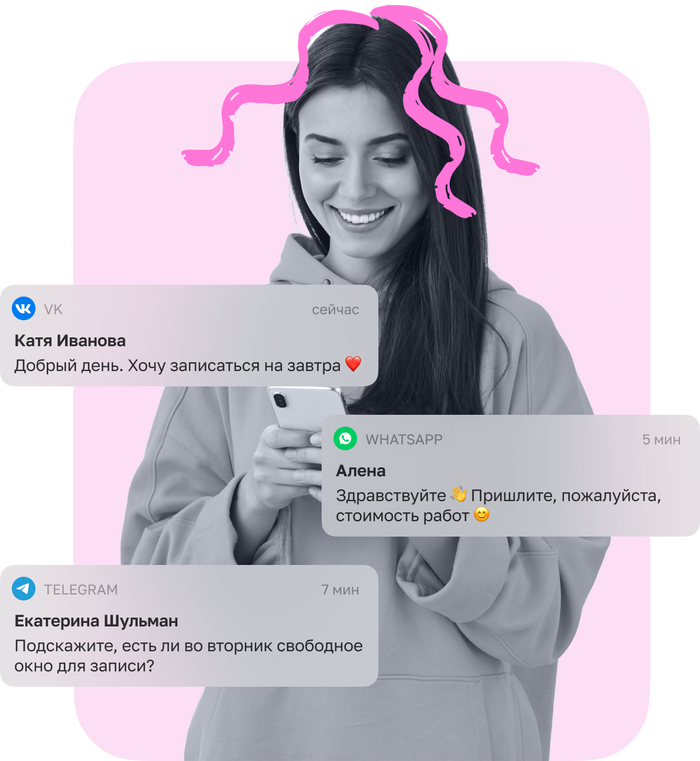 VK сейчас
Катя Иванова
Добрый день. Хочу записаться на завтра ❤️
WHATSAPP 5 мин
Алена
Здравствуйте 👋 Пришлите, пожалуйста,
стоимость работ 😊
TELEGRAM 7 мин
Екатерина Шульман
Подскажите, есть ли во вторник свободное
окно для записи?